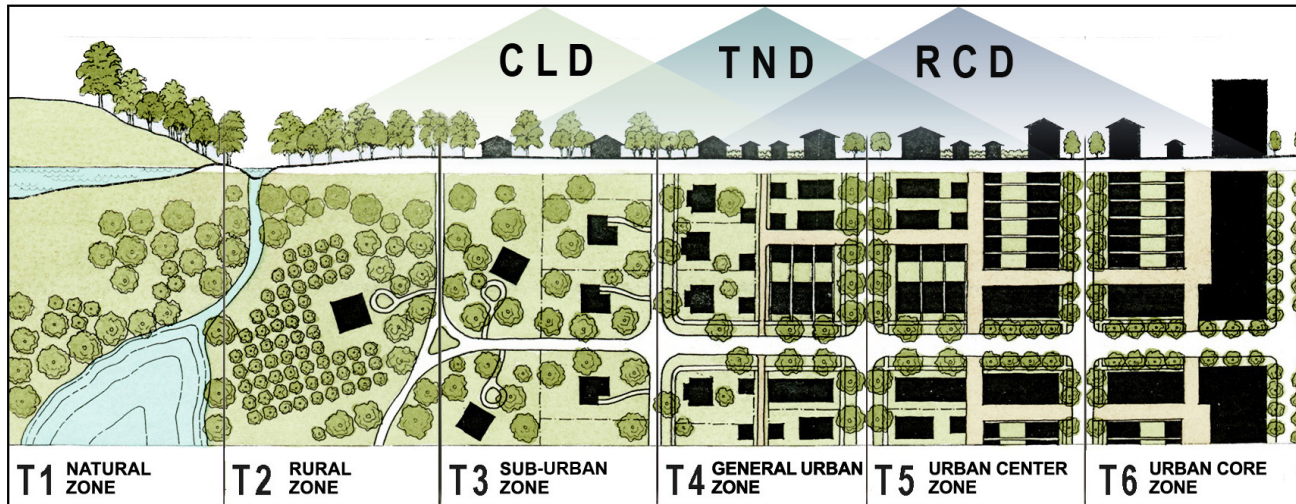 CLD
TND
RCD
T1 NATURAL
ZONE
T2 RURAL
ZONE
T3 SUB-URBAN
ZONE
T4 GENERAL URBAN
ZONE
T5 URBAN CENTER
ZONE
T6 URBAN CORE
ZONE